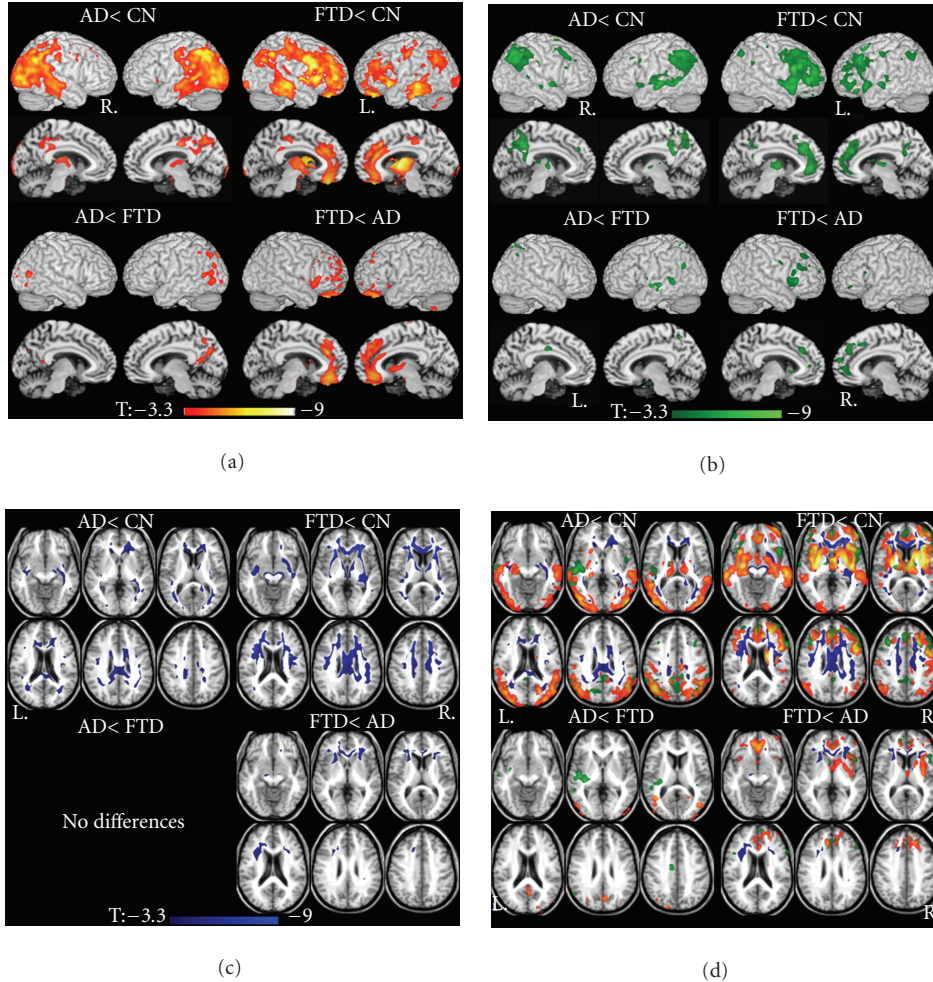 AD< CN FTD< CN
R. L.
AD< FTD FTD< AD
T:−3.3 −9
(a)
AD< CN FTD< CN
R. L.
AD< FTD FTD< AD
L. R.
T:−3.3 −9
(b)
AD< CN FTD< CN
L. R.
AD< FTD FTD< AD
No differences
T:−3.3 −9
(c)
AD< CN FTD< CN
L. R
AD< FTD FTD< AD
L. R
(d)